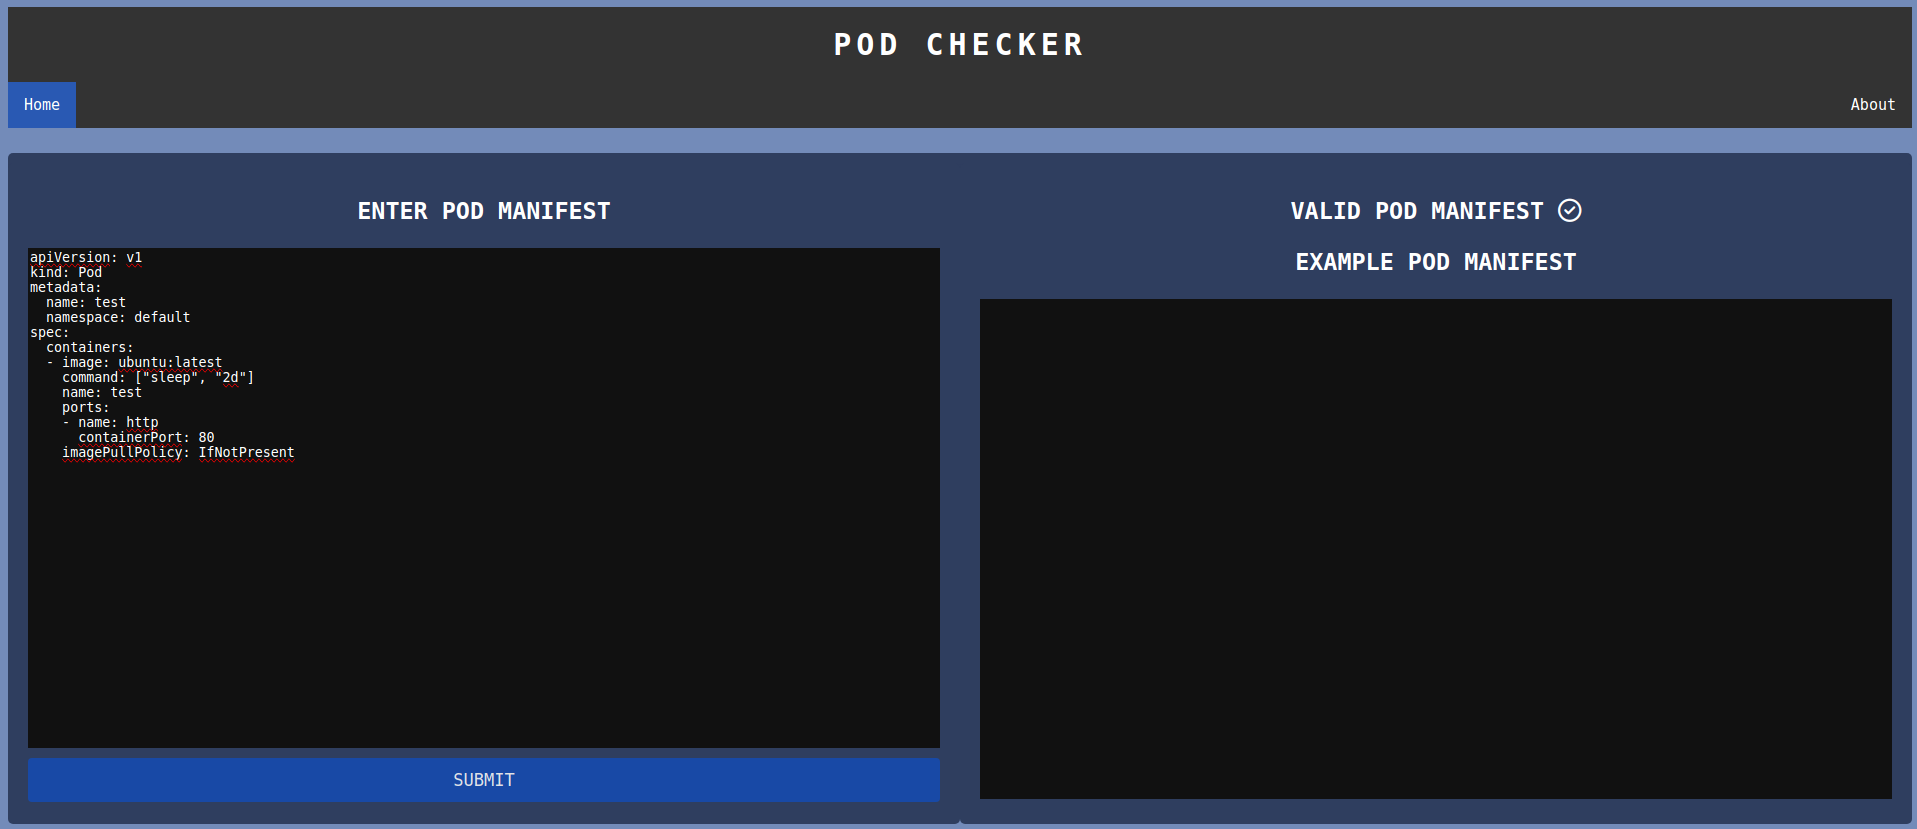 POD CHECKER
Home
About
ENTER POD MANIFEST
apiVersion: v1
kind: Pod
metadata:
  name: test
  namespace: default
spec:
  containers:
  - image: ubuntu:latest
    command: ["sleep", "2d"]
    name: test
    ports:
    - name: http
      containerPort: 80
    imagePullPolicy: IfNotPresent
SUBMIT
VALID POD MANIFEST
EXAMPLE POD MANIFEST